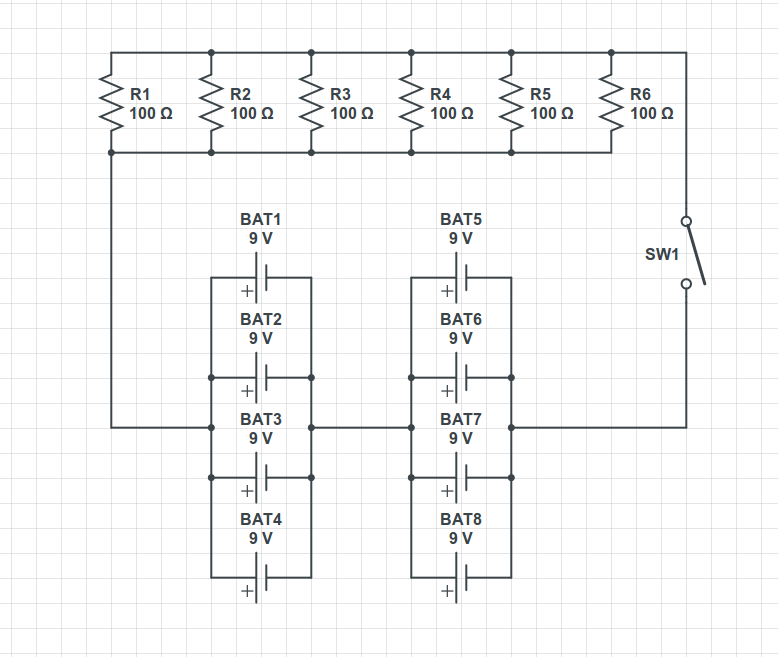 R1
100 Ω
R2
100 Ω
R3
100 Ω
R4
100 Ω
R5
100 Ω
R6
100 Ω
BAT1
9 V
+
BAT5
9 V
+
SW1
BAT2
9 V
+
BAT6
9 V
+
BAT3
9 V
+
BAT7
9 V
+
BAT4
9 V
+
BAT8
9 V
+